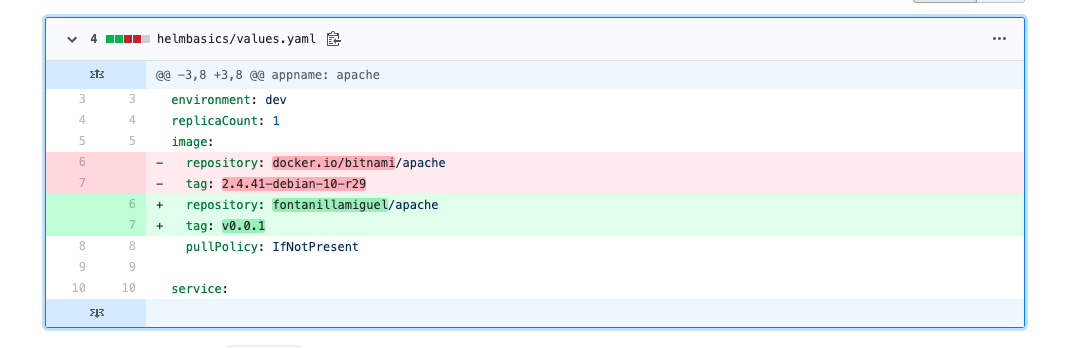 4 helmbasics/values.yaml
@@ -3,8 +3,8 @@ appname: apache
3 3 environment: dev
4 4 replicaCount: 1
5 5 image:
6 - repository: docker.io/bitnami/apache
7 - tag: 2.4.41-debian-10-r29
6 + repository: fontanillamiguel/apache
7 + tag: v0.0.1
8 8 pullPolicy: IfNotPresent
9 9
10 10 service: